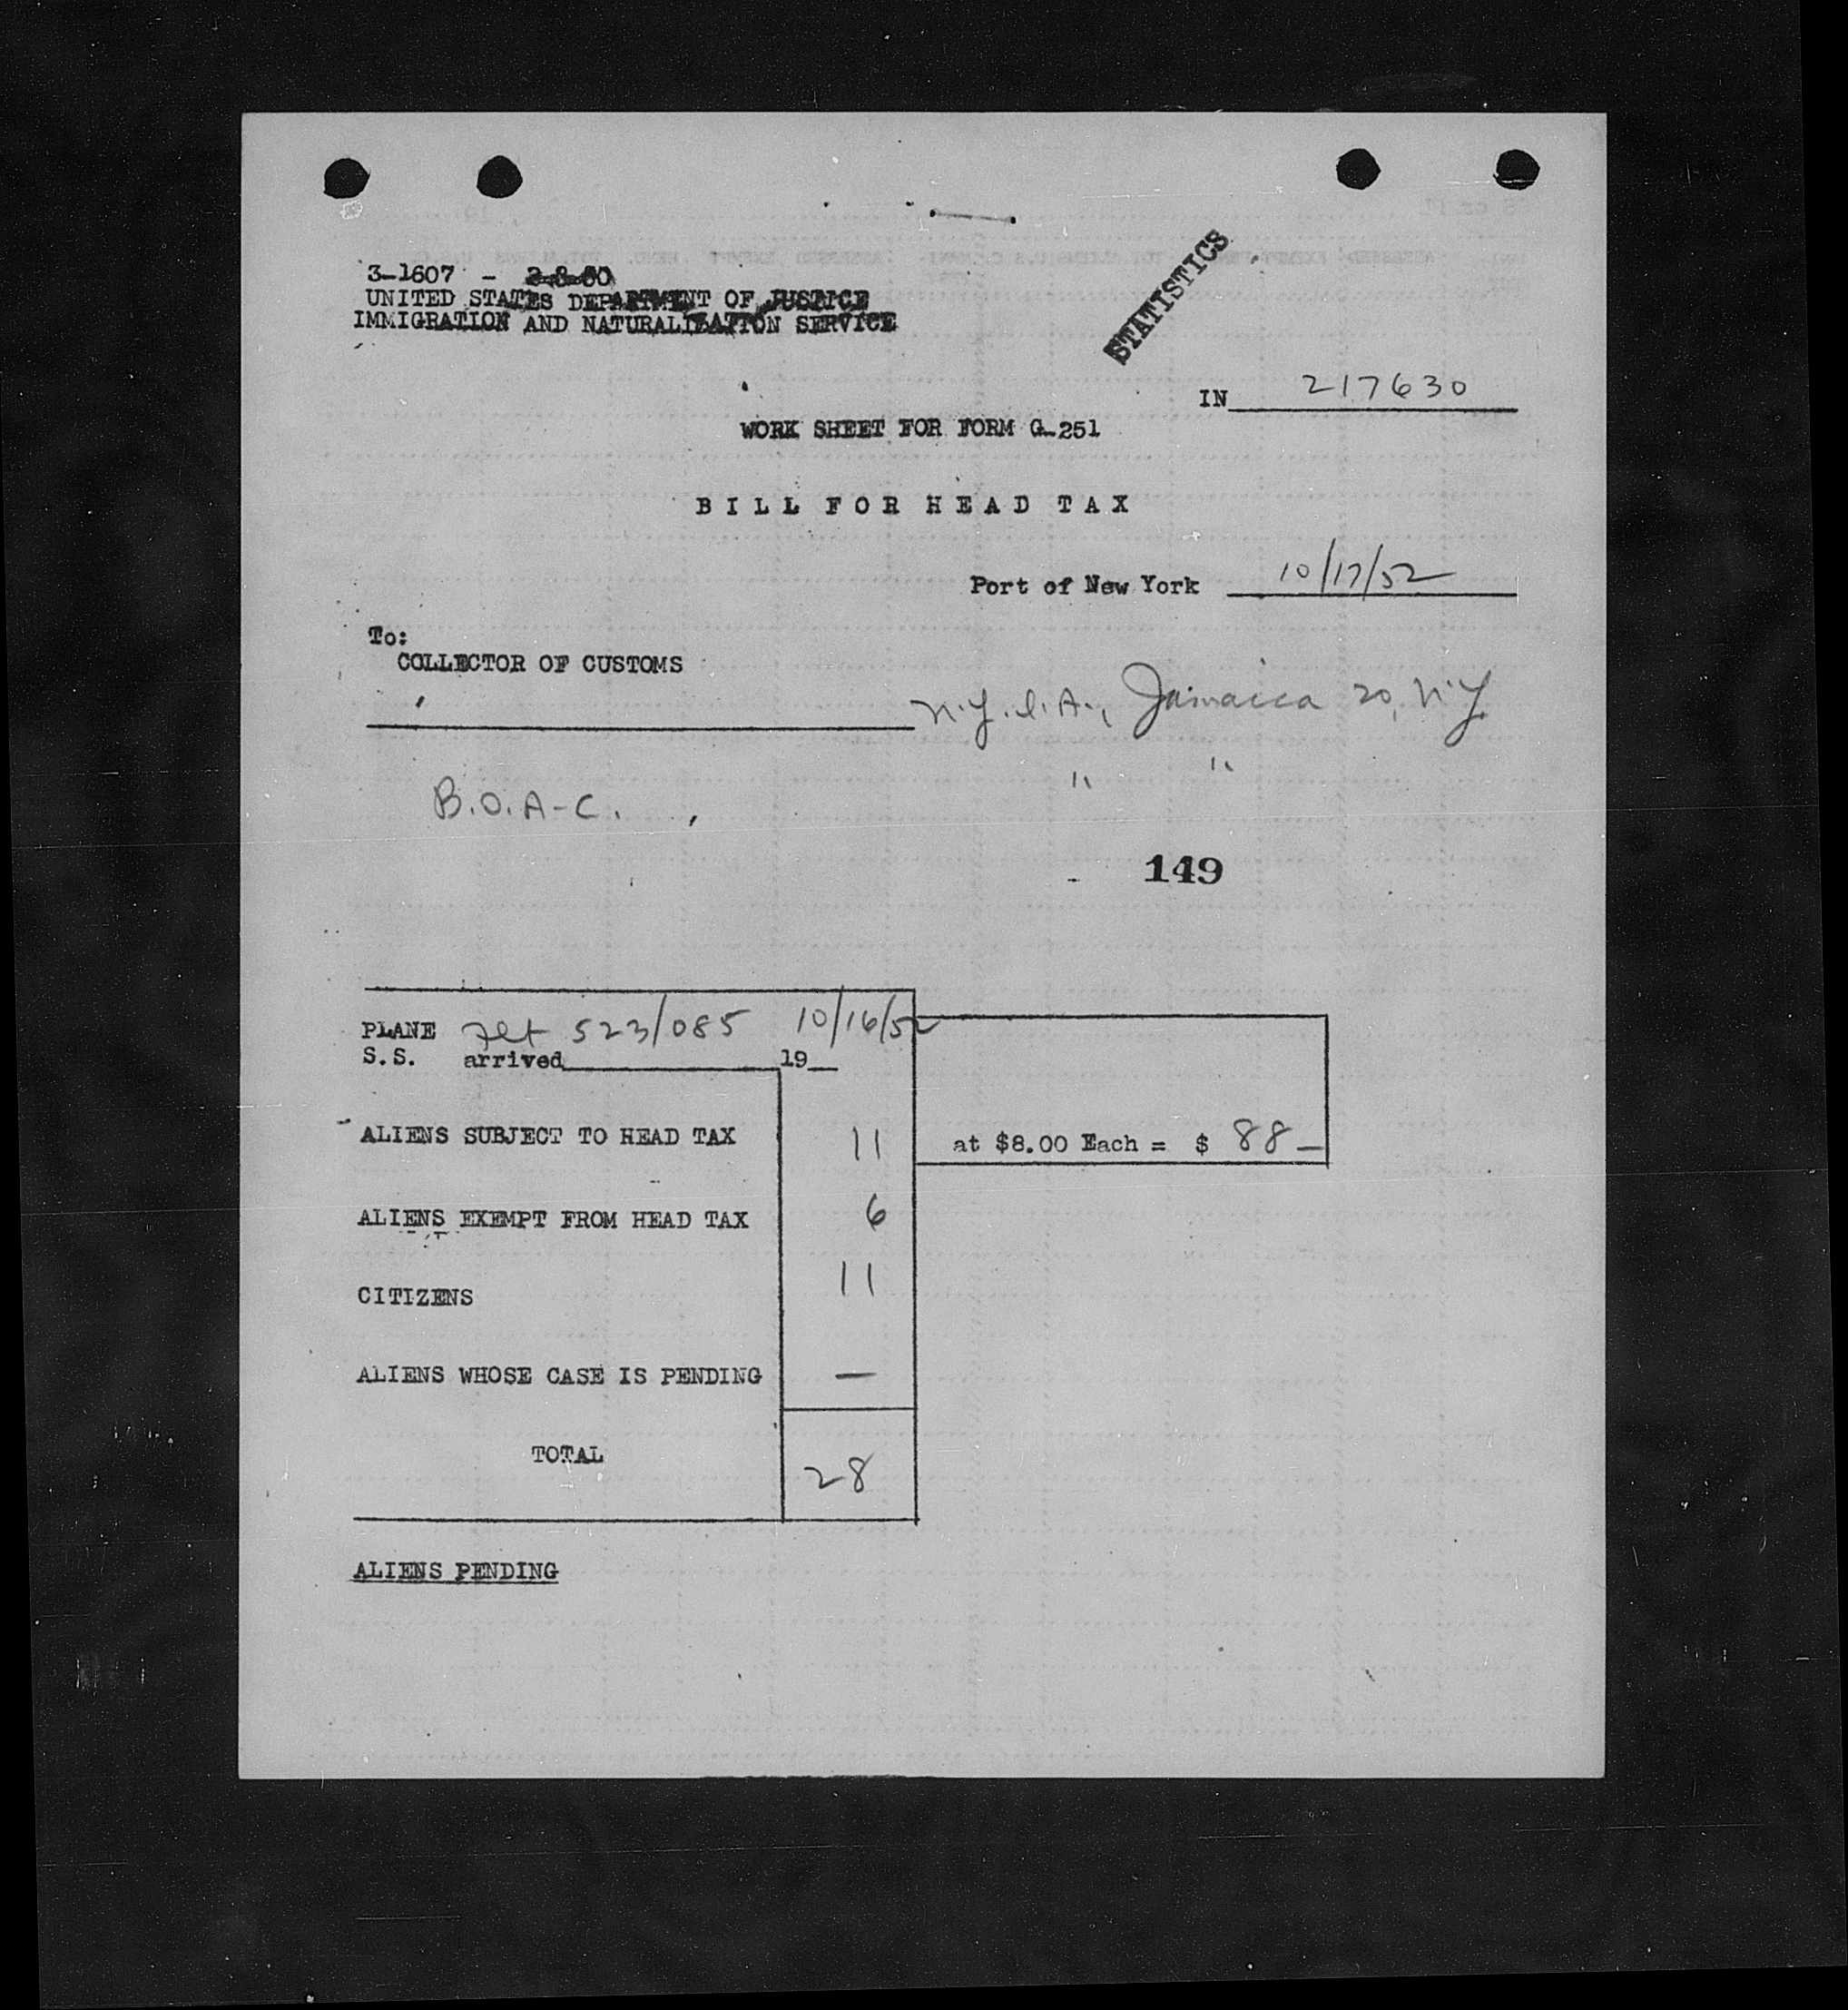 3-1607 - 2-8-50
UNITED STATES DEPARTMENT OF JUSTICE
IMMIGRATION AND NATURALIZATION SERVICE
STATISTICS
IN 217630
WORK SHEET FOR FORM G-251
BILL FOR HEAD TAX
Port of New York 10/17/52
To:
COLLECTOR OF CUSTOMS
N.Y.I.A., Jamaica 20, N.Y.
B.O.A-C. , " "
149
PLANE Flt 523/085 10/16/52
S.S. arrived 19
ALIENS SUBJECT TO HEAD TAX 11 at $8.00 Each = $ 88-
ALIENS EXEMPT FROM HEAD TAX 6
CITIZENS 11
ALIENS WHOSE CASE IS PENDING —
TOTAL 28
ALIENS PENDING